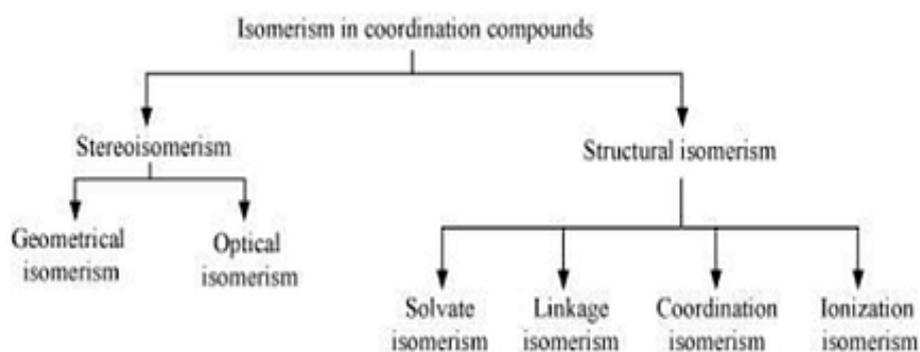 Isomerism in coordination compounds
Stereoisomerism
Structural isomerism
Geometrical
isomerism
Optical
isomerism
Solvate
isomerism
Linkage
isomerism
Coordination
isomerism
Ionization
isomerism